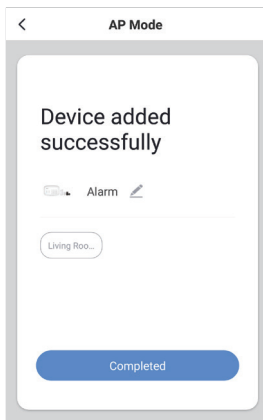 AP Mode
Device added
successfully
Alarm
Living Roo...
Completed